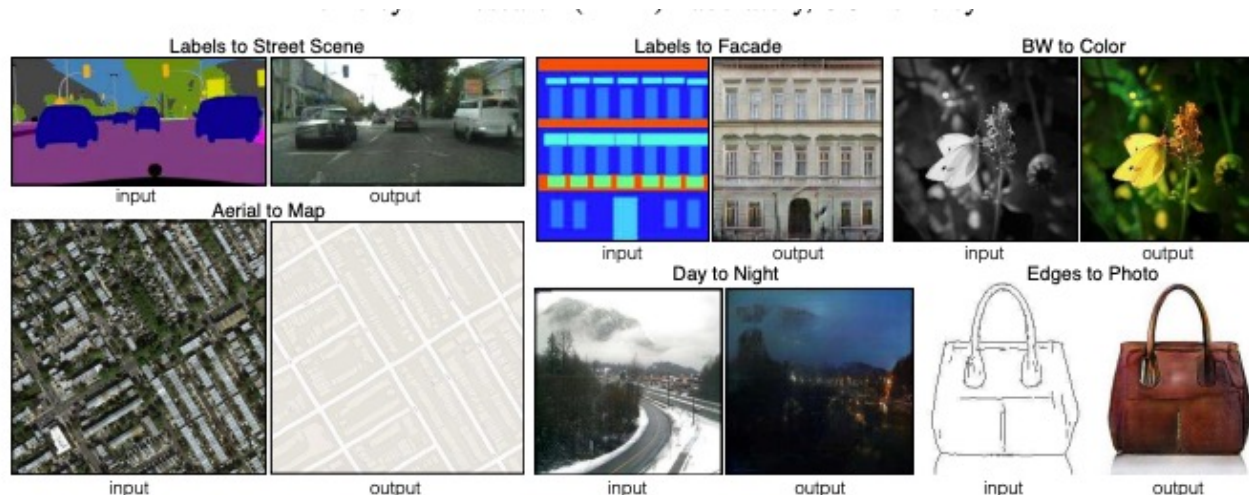 Labels to Street Scene
input output
Aerial to Map
input output
Labels to Facade
input output
BW to Color
input output
Day to Night
input output
Edges to Photo
input output